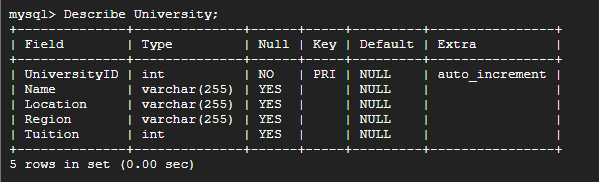 mysql> Describe University;
+--------------+--------------+------+-----+---------+----------------+
| Field        | Type         | Null | Key | Default | Extra          |
+--------------+--------------+------+-----+---------+----------------+
| UniversityID | int          | NO   | PRI | NULL    | auto_increment |
| Name         | varchar(255) | YES  |     | NULL    |                |
| Location     | varchar(255) | YES  |     | NULL    |                |
| Region       | varchar(255) | YES  |     | NULL    |                |
| Tuition      | int          | YES  |     | NULL    |                |
+--------------+--------------+------+-----+---------+----------------+
5 rows in set (0.00 sec)